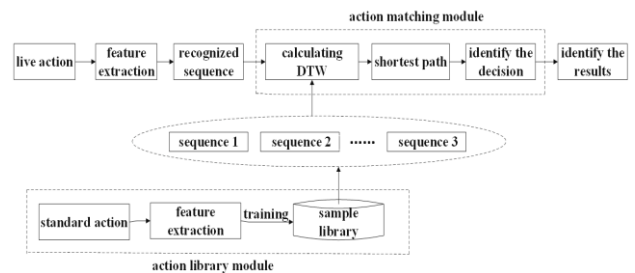 action matching module
live action
feature
extraction
recognized
sequence
calculating
DTW
shortest path
identify the
decision
identify the
results
sequence 1
sequence 2
······
sequence 3
standard action
feature
extraction
training
sample
library
action library module